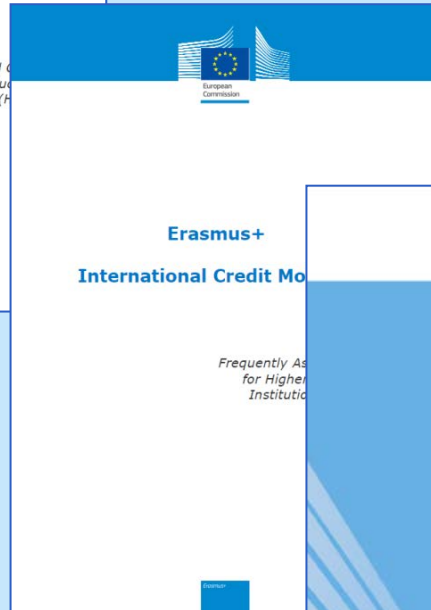 European
Commission
Erasmus+
International Credit Mo
Frequently As
for Higher
Institutio
Erasmus+